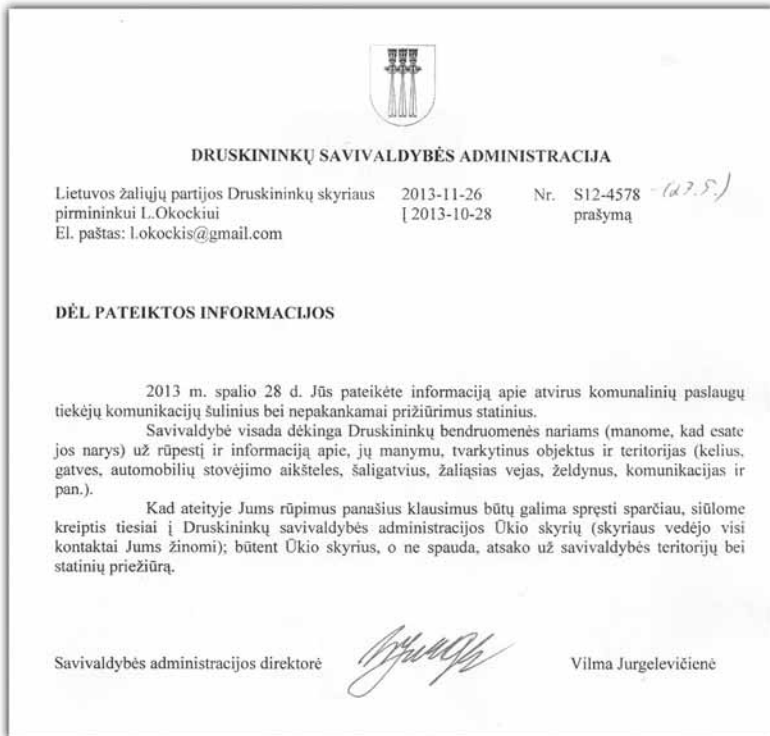 DRUSKININKŲ SAVIVALDYBĖS ADMINISTRACIJA
Lietuvos žaliųjų partijos Druskininkų skyriaus 2013-11-26 Nr. S12-4578 -(27.5.)
pirmininkui L.Okockiui Į 2013-10-28 prašymą
El. paštas: l.okockis@gmail.com
DĖL PATEIKTOS INFORMACIJOS
2013 m. spalio 28 d. Jūs pateikėte informaciją apie atvirus komunalinių paslaugų
tiekėjų komunikacijų šulinius bei nepakankamai prižiūrimus statinius.
Savivaldybė visada dėkinga Druskininkų bendruomenės nariams (manome, kad esate
jos narys) už rūpestį ir informaciją apie, jų manymu, tvarkytinus objektus ir teritorijas (kelius,
gatves, automobilių stovėjimo aikšteles, šaligatvius, žaliąsias vejas, želdynus, komunikacijas ir
pan.).
Kad ateityje Jums rūpimus panašius klausimus būtų galima spręsti sparčiau, siūlome
kreiptis tiesiai į Druskininkų savivaldybės administracijos Ūkio skyrių (skyriaus vedėjo visi
kontaktai Jums žinomi); būtent Ūkio skyrius, o ne spauda, atsako už savivaldybės teritorijų bei
statinių priežiūrą.
Savivaldybės administracijos direktorė Vilma Jurgelevičienė